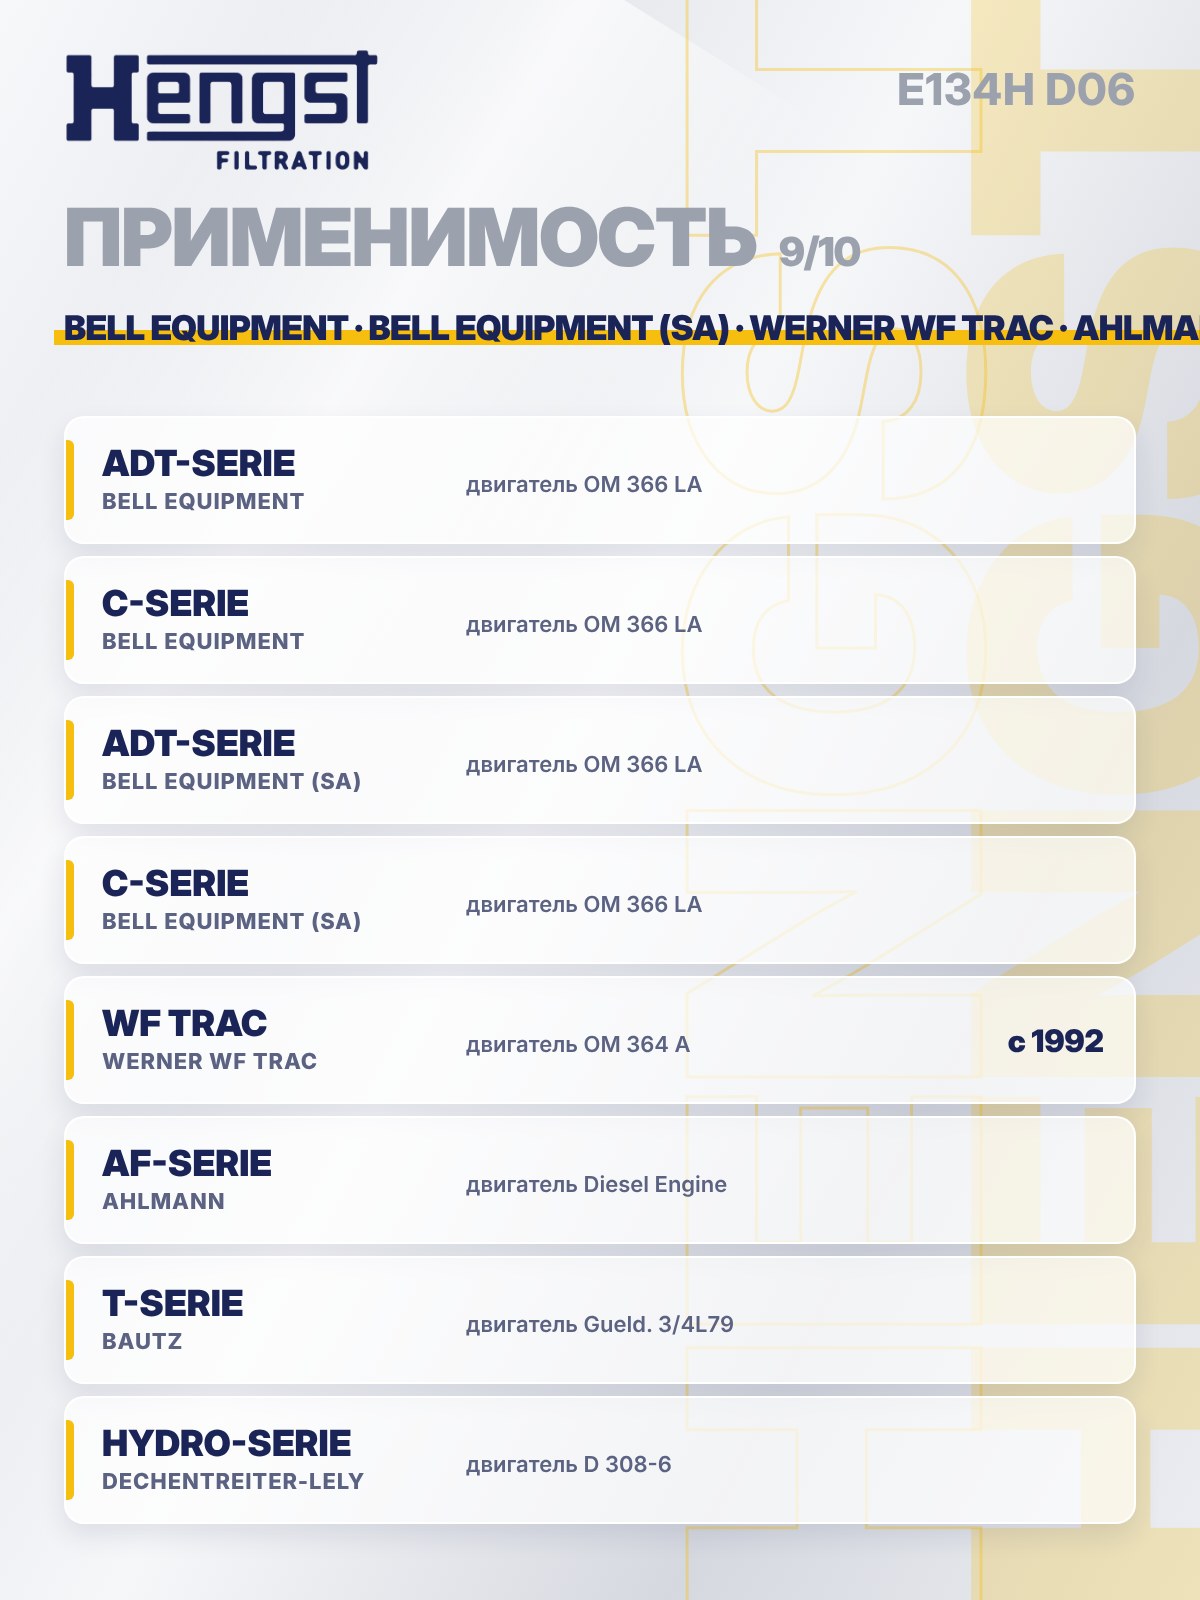 Hengst
FILTRATION
E134H D06
ПРИМЕНИМОСТЬ 9/10
BELL EQUIPMENT · BELL EQUIPMENT (SA) · WERNER WF TRAC · AHLMA
ADT-SERIE
BELL EQUIPMENT
двигатель OM 366 LA
C-SERIE
BELL EQUIPMENT
двигатель OM 366 LA
ADT-SERIE
BELL EQUIPMENT (SA)
двигатель OM 366 LA
C-SERIE
BELL EQUIPMENT (SA)
двигатель OM 366 LA
WF TRAC
WERNER WF TRAC
двигатель OM 364 A
с 1992
AF-SERIE
AHLMANN
двигатель Diesel Engine
T-SERIE
BAUTZ
двигатель Gueld. 3/4L79
HYDRO-SERIE
DECHENTREITER-LELY
двигатель D 308-6
HENGST
HENGST